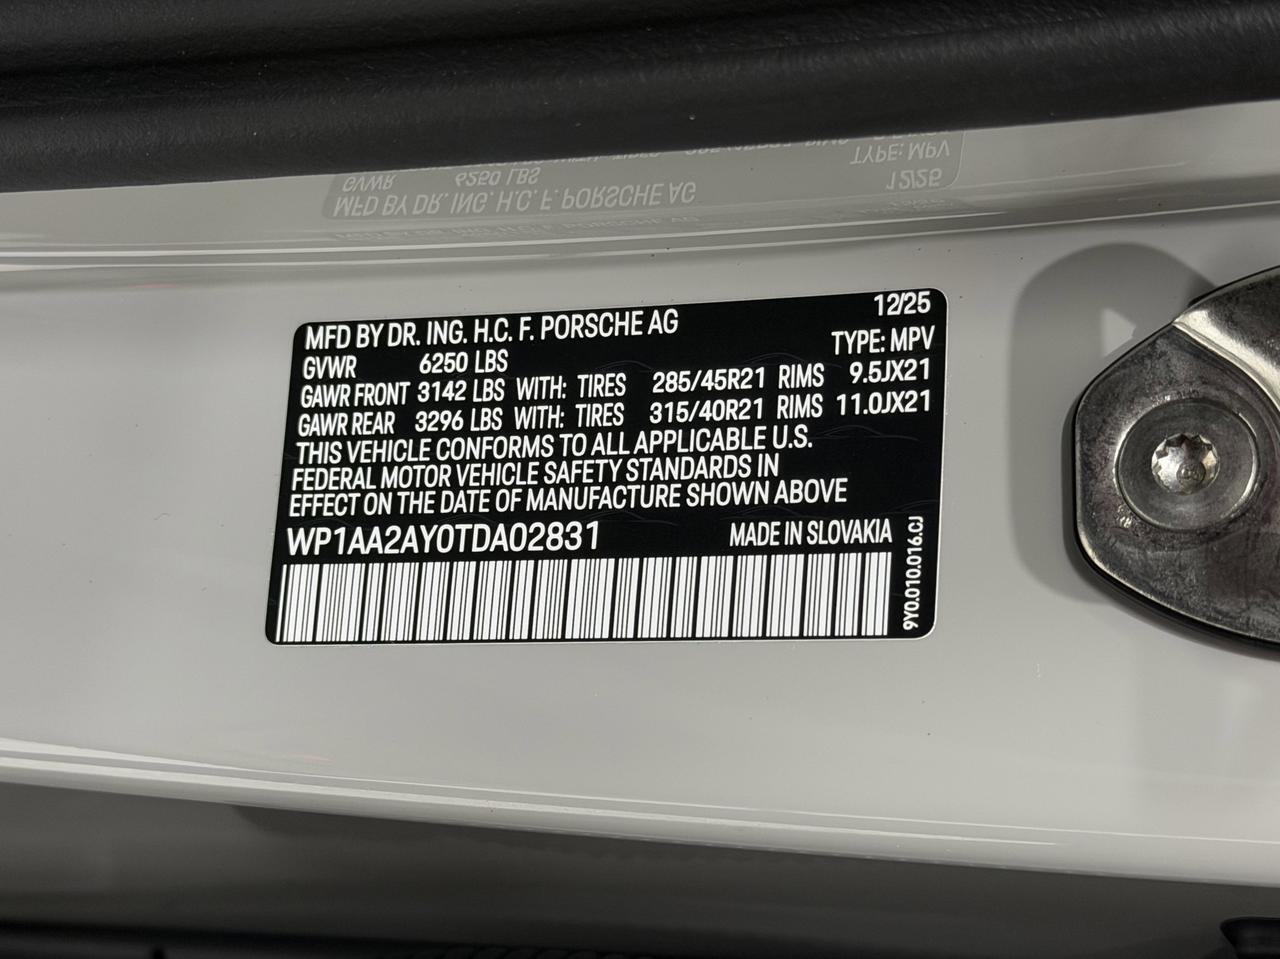 MFD BY DR. ING. H.C. F. PORSCHE AG 12/25
GVWR 6250 LBS TYPE: MPV
GAWR FRONT 3142 LBS WITH: TIRES 285/45R21 RIMS 9.5JX21
GAWR REAR 3296 LBS WITH: TIRES 315/40R21 RIMS 11.0JX21
THIS VEHICLE CONFORMS TO ALL APPLICABLE U.S.
FEDERAL MOTOR VEHICLE SAFETY STANDARDS IN
EFFECT ON THE DATE OF MANUFACTURE SHOWN ABOVE
WP1AA2AY0TDA02831 MADE IN SLOVAKIA
9Y0.010.016.CJ